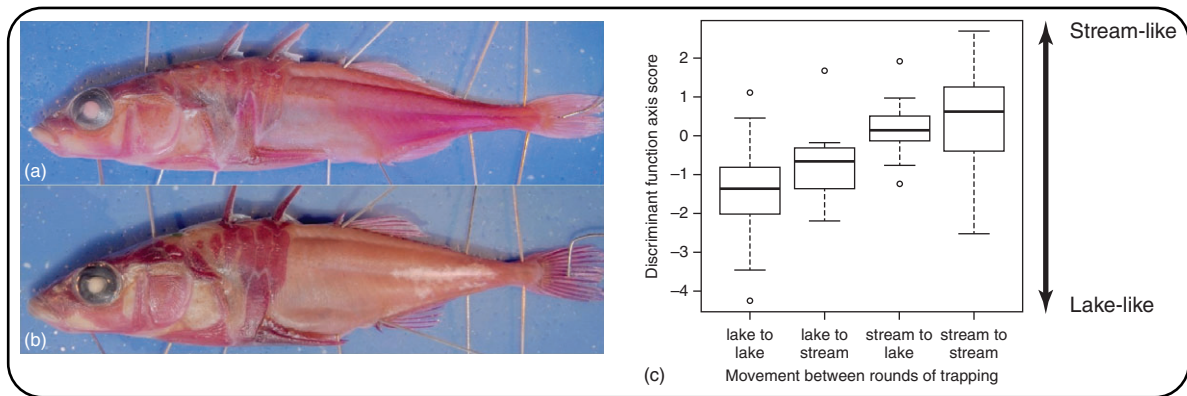 (a)
(b)
Discriminant function axis score
2
1
0
−1
−2
−3
−4
lake to
lake
lake to
stream
stream to
lake
stream to
stream
(c)
Movement between rounds of trapping
Stream-like
Lake-like